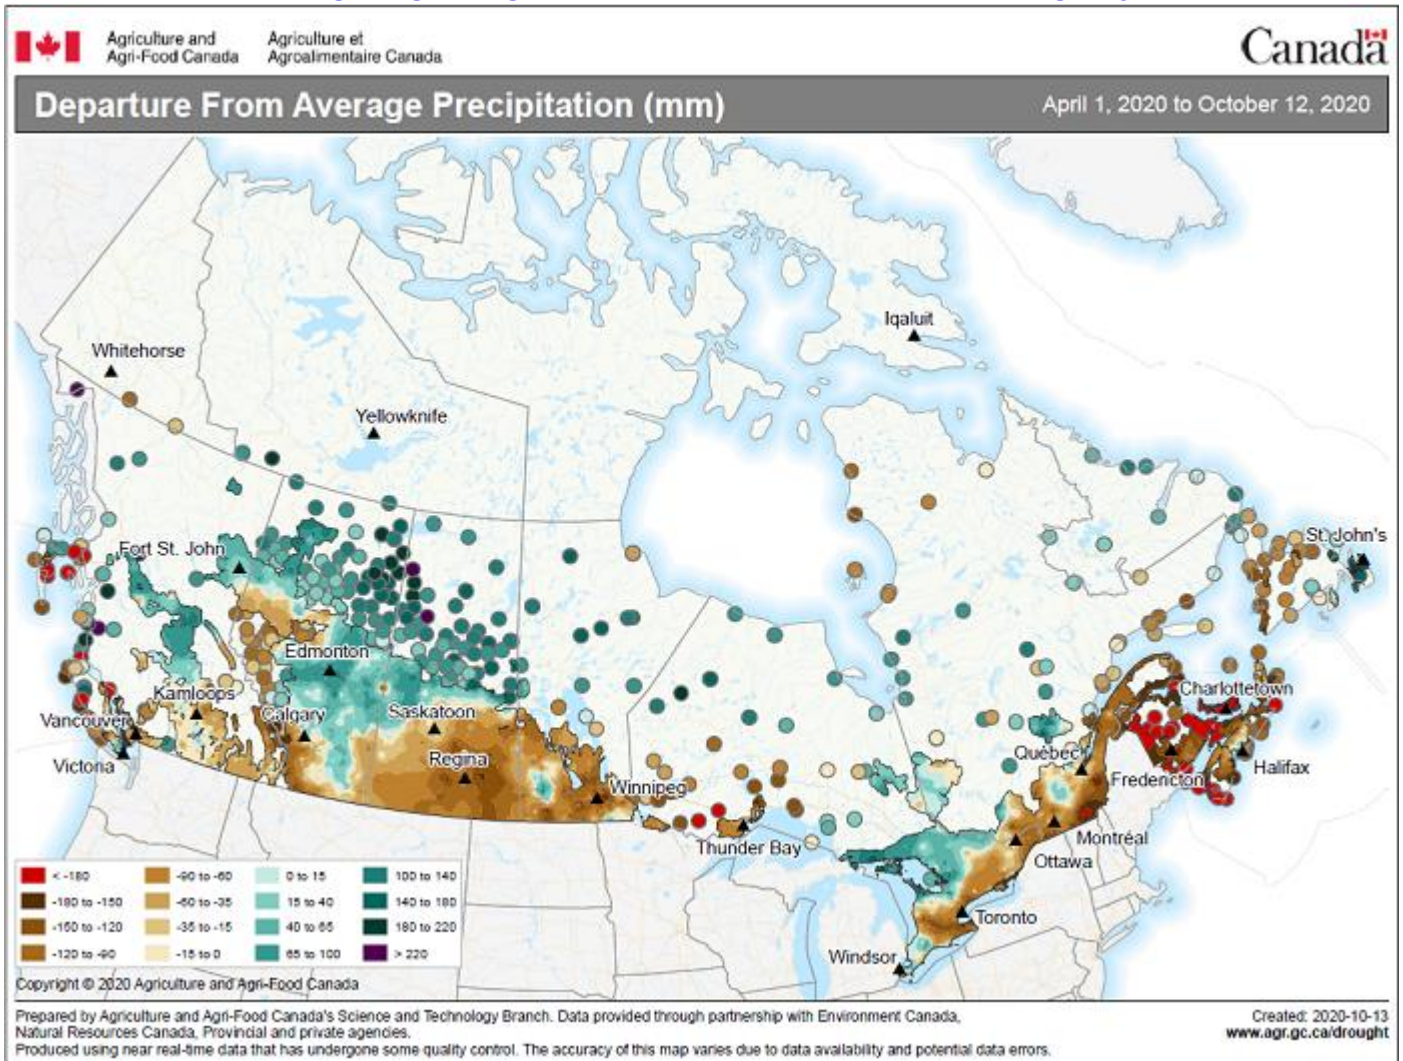 Agriculture and Agriculture et
Agri-Food Canada Agroalimentaire Canada
Canada
Departure From Average Precipitation (mm)
April 1, 2020 to October 12, 2020
Iqaluit
Whitehorse
Yellowknife
St. John's
Fort St. John
Edmonton
Kamloops
Charlottetown
Calgary
Saskatoon
Vancouver
Québec
Regina
Victoria
Halifax
Fredericton
Winnipeg
Montréal
Thunder Bay
Ottawa
Toronto
Windsor
< -180 -90 to -60 0 to 15 100 to 140
-180 to -150 -60 to -35 15 to 40 140 to 180
-150 to -120 -35 to -15 40 to 65 180 to 220
-120 to -90 -15 to 0 65 to 100 > 220
Copyright © 2020 Agriculture and Agri-Food Canada
Prepared by Agriculture and Agri-Food Canada's Science and Technology Branch. Data provided through partnership with Environment Canada,
Natural Resources Canada, Provincial and private agencies.
Produced using near real-time data that has undergone some quality control. The accuracy of this map varies due to data availability and potential data errors.
Created: 2020-10-13
www.agr.gc.ca/drought